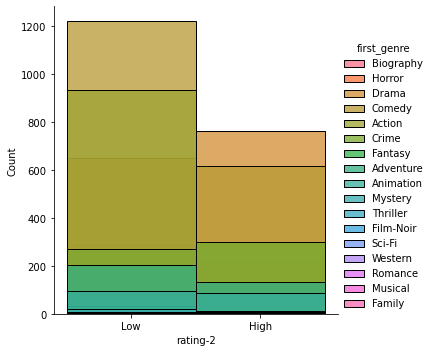 1200
1000
800
600
400
200
0
Count
Low
High
rating-2
first_genre
Biography
Horror
Drama
Comedy
Action
Crime
Fantasy
Adventure
Animation
Mystery
Thriller
Film-Noir
Sci-Fi
Western
Romance
Musical
Family